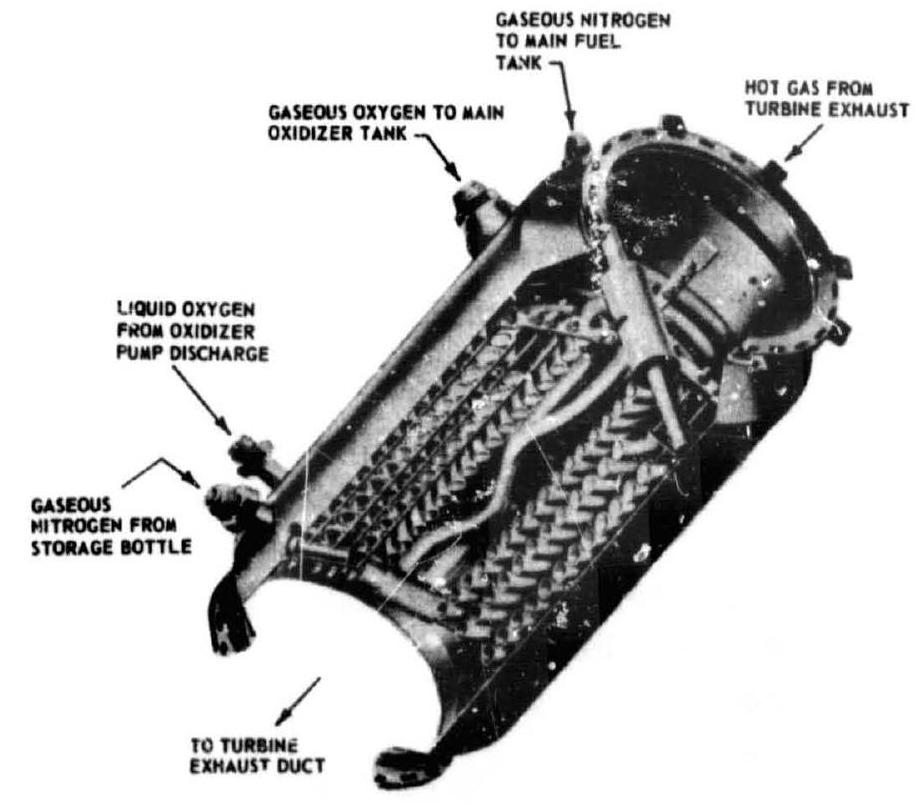 GASEOUS NITROGEN
TO MAIN FUEL
TANK
HOT GAS FROM
TURBINE EXHAUST
GASEOUS OXYGEN TO MAIN
OXIDIZER TANK
LIQUID OXYGEN
FROM OXIDIZER
PUMP DISCHARGE
GASEOUS
NITROGEN FROM
STORAGE BOTTLE
TO TURBINE
EXHAUST DUCT